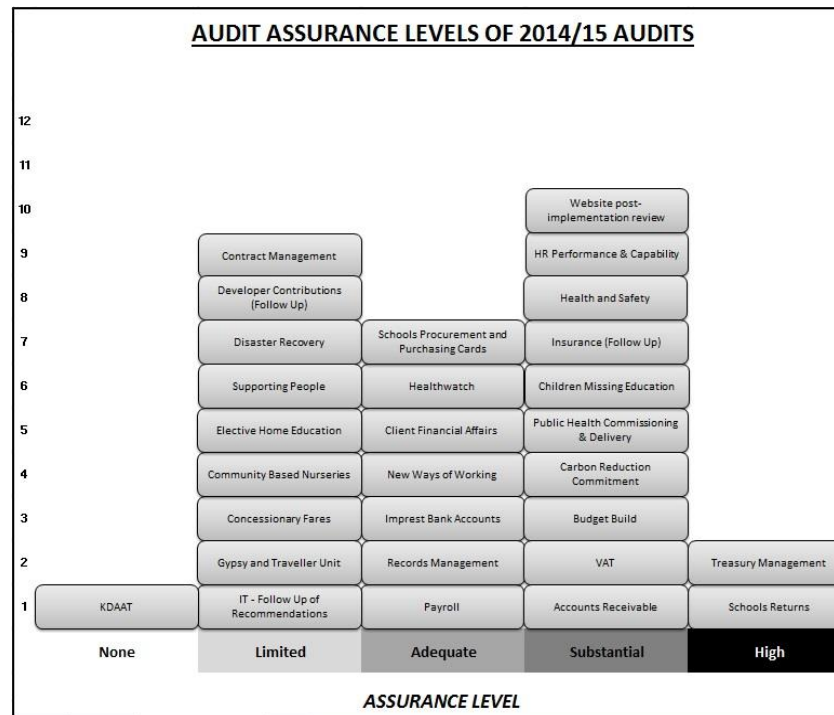 AUDIT ASSURANCE LEVELS OF 2014/15 AUDITS
12
11
10
Website post-
implementation review
9
Contract Management
HR Performance & Capability
8
Developer Contributions
(Follow Up)
Health and Safety
7
Disaster Recovery
Schools Procurement and
Purchasing Cards
Insurance (Follow Up)
6
Supporting People
Healthwatch
Children Missing Education
5
Elective Home Education
Client Financial Affairs
Public Health Commissioning
& Delivery
4
Community Based Nurseries
New Ways of Working
Carbon Reduction
Commitment
3
Concessionary Fares
Imprest Bank Accounts
Budget Build
2
Gypsy and Traveller Unit
Records Management
VAT
Treasury Management
1
KDAAT
IT - Follow Up of
Recommendations
Payroll
Accounts Receivable
Schools Returns
None
Limited
Adequate
Substantial
High
ASSURANCE LEVEL